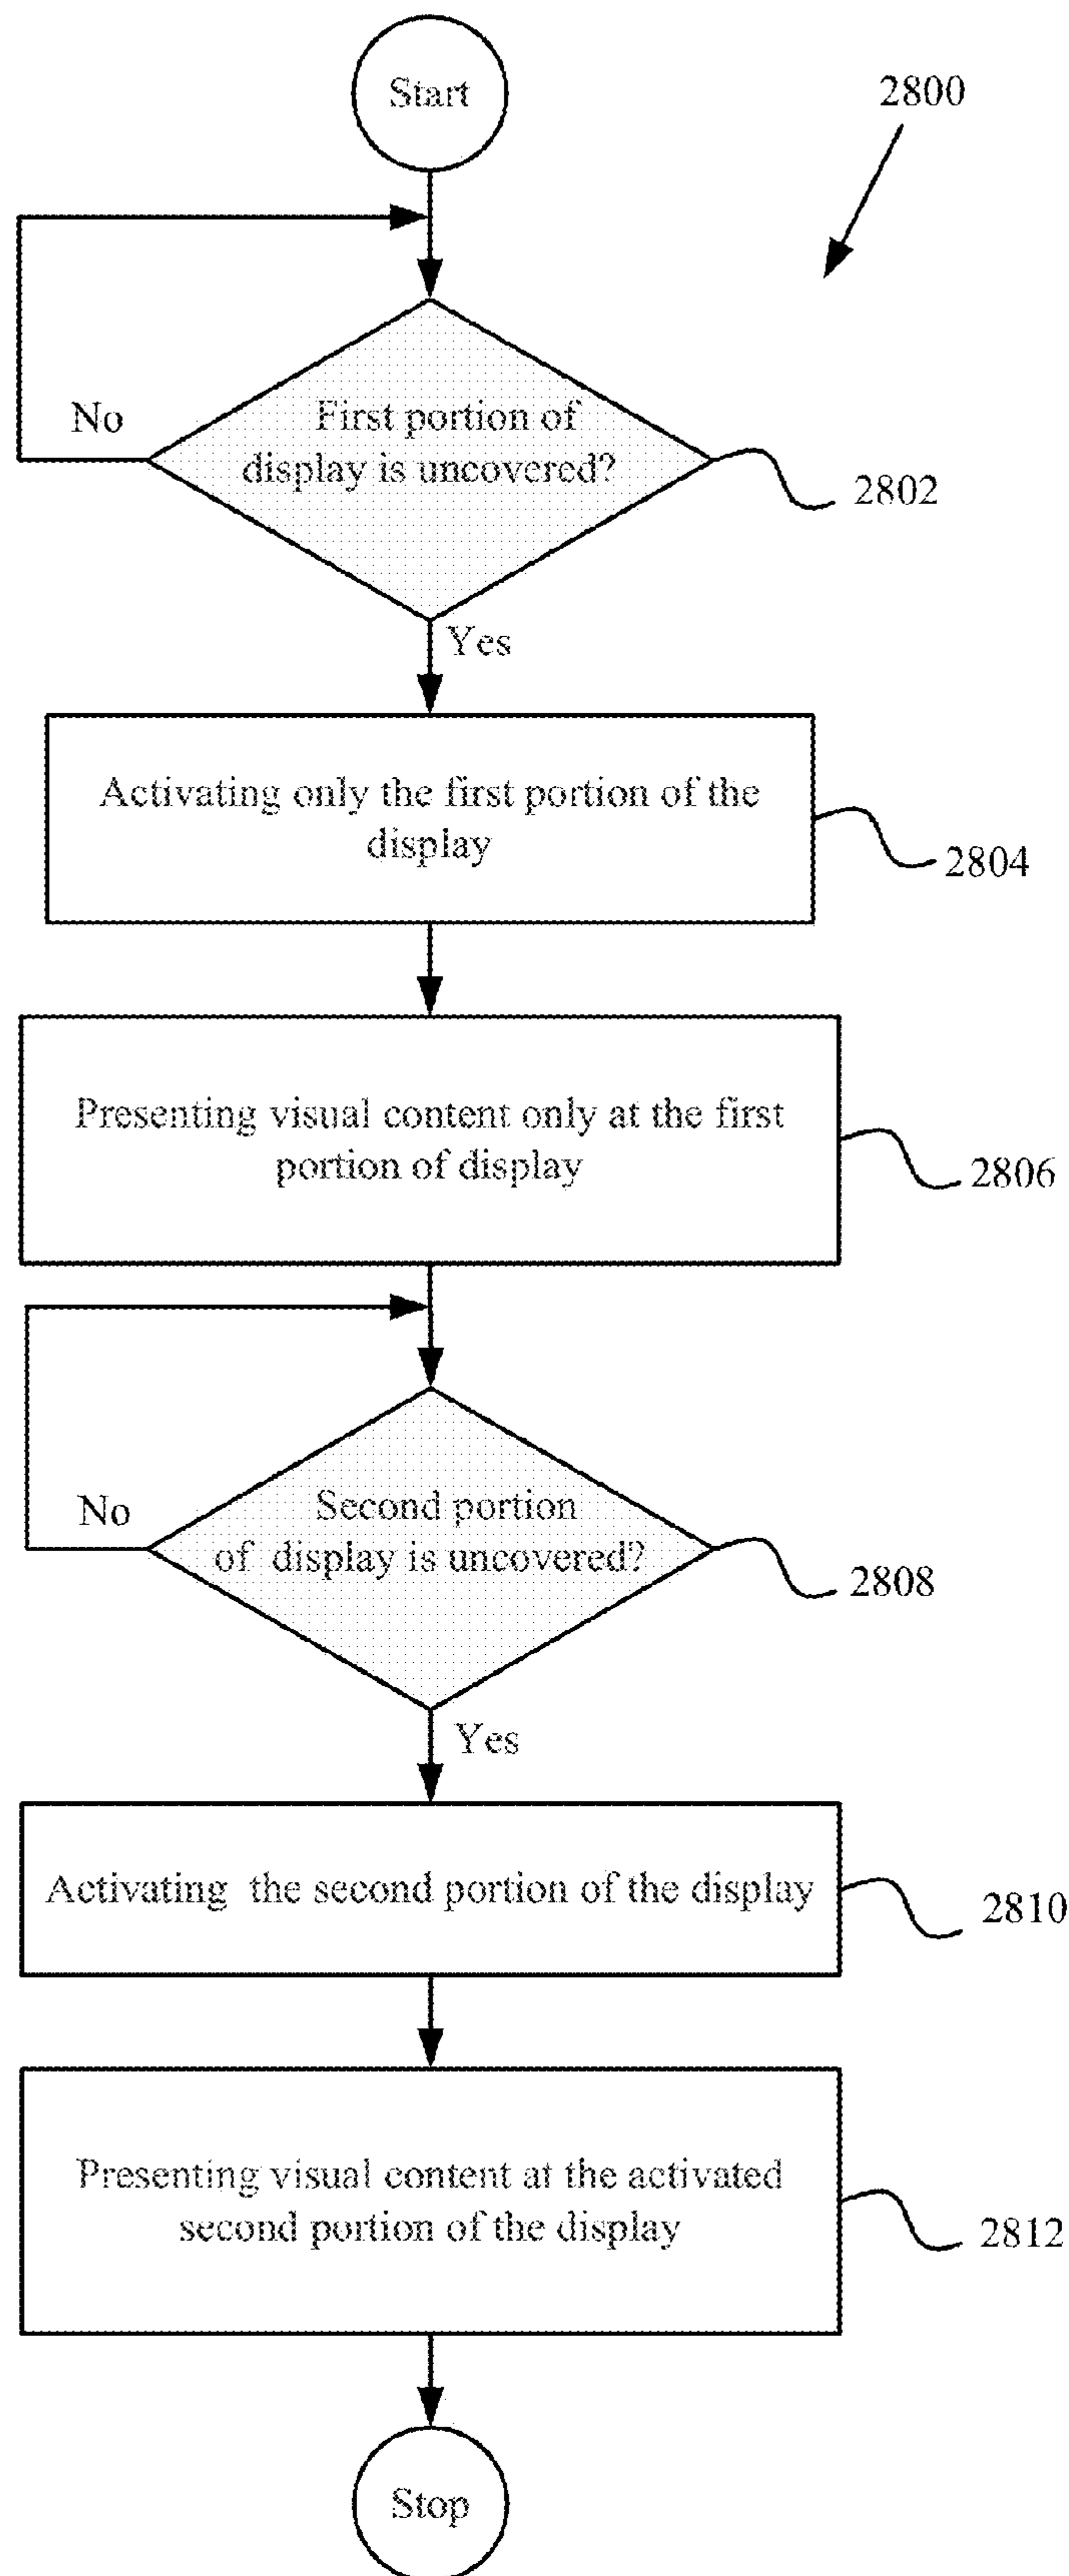 Start
2800
No
First portion of
display is uncovered?
2802
Yes
Activating only the first portion of the
display
2804
Presenting visual content only at the first
portion of display
2806
No
Second portion
of display is uncovered?
2808
Yes
Activating the second portion of the display
2810
Presenting visual content at the activated
second portion of the display
2812
Stop